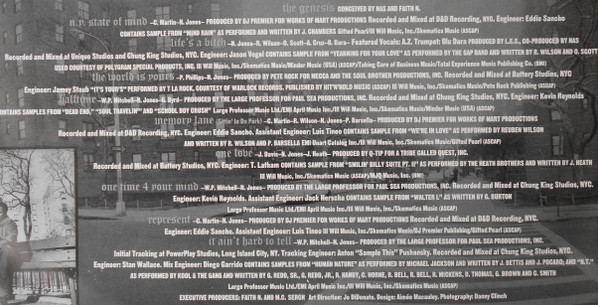 the genesis CONCEIVED BY NAS AND FAITH N.
n.y. state of mind –C. Martin–N. Jones– PRODUCED BY DJ PREMIER FOR WORKS OF MART PRODUCTIONS Recorded and Mixed at D&D Recording, NYC. Engineer: Eddie Sancho
CONTAINS SAMPLE FROM "MIND RAIN" AS PERFORMED AND WRITTEN BY J. CHAMBERS Gifted Pearl/Ill Will Music, Inc./Skematics Music (ASCAP)
life's a bitch –N. Jones–R. Wilson–O. Scott–A. Cruz–O. Dara– Featured Vocals: A.Z. Trumpet: Olu Dara PRODUCED BY L.E.S., CO-PRODUCED BY NAS
Recorded and Mixed at Unique Studios and Chung King Studios, NYC. Engineer: Jason Vogel CONTAINS SAMPLE FROM "YEARNING FOR YOUR LOVE" AS PERFORMED BY THE GAP BAND AND WRITTEN BY R. WILSON AND O. SCOTT
USED COURTESY OF POLYGRAM SPECIAL PRODUCTS, INC. Ill Will Music, Inc./Skematics Music/Minder Music (USA) (ASCAP)/Taking Care of Business Music/Total Experience Music Publishing Co. (BMI)
the world is yours –P. Phillips–N. Jones– PRODUCED BY PETE ROCK FOR MECCA AND THE SOUL BROTHER PRODUCTIONS, INC. Recorded and Mixed at Battery Studios, NYC
Engineer: Jamey Staub "IT'S YOURS" PERFORMED BY T LA ROCK, COURTESY OF WARLOCK RECORDS, PUBLISHED BY HIT'N'HOLD MUSIC (ASCAP) Ill Will Music, Inc./Skematics Music/Pete Rock Publishing (ASCAP)
halftime –W.P. Mitchell–N. Jones–G. Byrd– PRODUCED BY THE LARGE PROFESSOR FOR PAUL SEA PRODUCTIONS, INC. Recorded and Mixed at Chung King Studios, NYC. Engineer: Kevin Reynolds
CONTAINS SAMPLE FROM "DEAD END," "SOUL TRAVELIN'" AND "SCHOOL BOY CRUSH" Large Professor Music Ltd/EMI April Music Inc./Ill Will Music, Inc./Skematics Music/Minder Music (USA) (ASCAP)
memory lane (Sittin' In Da Park) –C. Martin–R. Wilson–N. Jones–P. Barsella– PRODUCED BY DJ PREMIER FOR WORKS OF MART PRODUCTIONS
Recorded and Mixed at D&D Recording, NYC. Engineer: Eddie Sancho. Assistant Engineer: Luis Tineo CONTAINS SAMPLE FROM "WE'RE IN LOVE" AS PERFORMED BY REUBEN WILSON
AND WRITTEN BY R. WILSON AND P. BARSELLA EMI Unart Catalog Inc./Ill Will Music, Inc./Skematics Music/Gifted Pearl (ASCAP)
one love –J. Davis–N. Jones–J. Heath– PRODUCED BY Q-TIP FOR A TRIBE CALLED QUEST, INC.
Recorded and Mixed at Battery Studios, NYC. Engineer: T. Latham CONTAINS SAMPLE FROM "SMILIN' BILLY SUITE PT. II" AS PERFORMED BY THE HEATH BROTHERS AND WRITTEN BY J. HEATH
Ill Will Music, Inc./Skematics Music (ASCAP)/MJQ Music, Inc. (BMI)
one time 4 your mind –W.P. Mitchell–N. Jones– PRODUCED BY THE LARGE PROFESSOR FOR PAUL SEA PRODUCTIONS, INC. Recorded and Mixed at Chung King Studios, NYC.
Engineer: Kevin Reynolds. Assistant Engineer: Jack Hersche CONTAINS SAMPLE FROM "WALTER L" AS WRITTEN BY G. BURTON
Large Professor Music Ltd/EMI April Music Inc./Ill Will Music, Inc./Skematics Music (ASCAP)
represent –C. Martin–N. Jones– PRODUCED BY DJ PREMIER FOR WORKS OF MART PRODUCTIONS Recorded and Mixed at D&D Recording, NYC.
Engineer: Eddie Sancho. Assistant Engineer: Luis Tineo Ill Will Music, Inc./Skematics Music/DJ Premier Publishing/Gifted Pearl (ASCAP)
it ain't hard to tell –W.P. Mitchell–N. Jones– PRODUCED BY THE LARGE PROFESSOR FOR PAUL SEA PRODUCTIONS, INC.
Initial Tracking at PowerPlay Studios, Long Island City, NY. Tracking Engineer: Anton "Sample This" Pushansky. Recorded and Mixed at Chung King Studios, NYC.
Engineer: Stan Wallace. Mix Engineer: Diego Garrido CONTAINS SAMPLES FROM "HUMAN NATURE" AS PERFORMED BY MICHAEL JACKSON AND WRITTEN BY J. BETTIS AND J. PORCARO; AND "N.T."
AS PERFORMED BY KOOL & THE GANG AND WRITTEN BY G. REDD, SR., G. REDD, JR., R. HANDY, C. HORNE, R. BELL, R. BELL, R. MICKENS, D. THOMAS, G. BROWN AND C. SMITH
Large Professor Music Ltd/EMI April Music Inc./Ill Will Music, Inc./Skematics Music (ASCAP)
EXECUTIVE PRODUCERS: FAITH N. AND M.C. SERCH Art Direction: Jo DiDonato. Design: Aimée Macauley. Photography: Danny Clinch